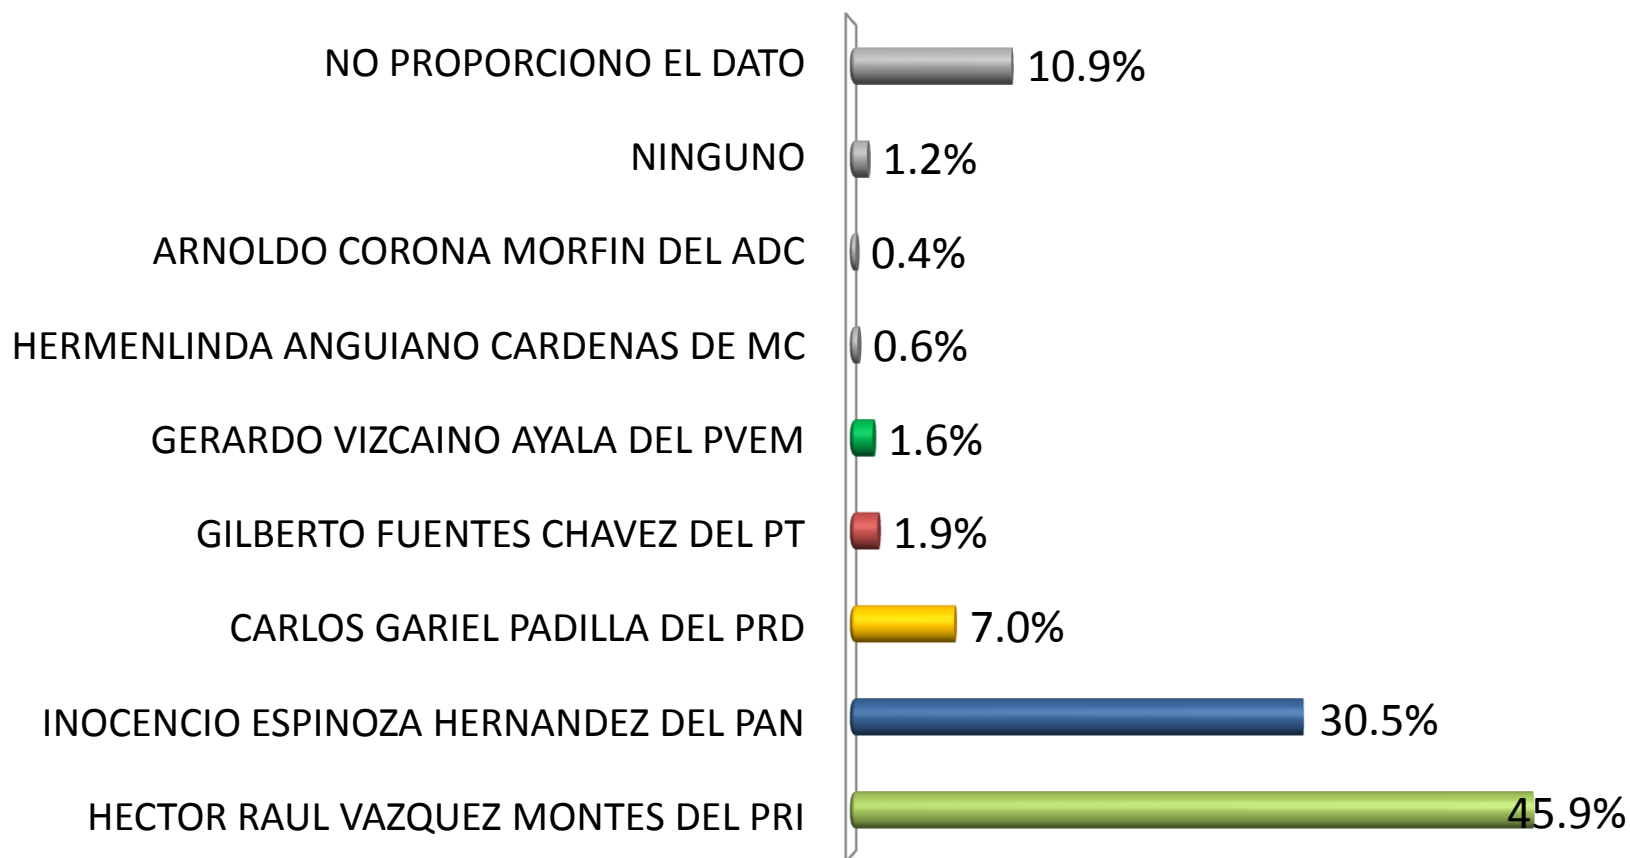 NO PROPORCIONO EL DATO 10.9%
NINGUNO 1.2%
ARNOLDO CORONA MORFIN DEL ADC 0.4%
HERMENLINDA ANGUIANO CARDENAS DE MC 0.6%
GERARDO VIZCAINO AYALA DEL PVEM 1.6%
GILBERTO FUENTES CHAVEZ DEL PT 1.9%
CARLOS GARIEL PADILLA DEL PRD 7.0%
INOCENCIO ESPINOZA HERNANDEZ DEL PAN 30.5%
HECTOR RAUL VAZQUEZ MONTES DEL PRI 45.9%